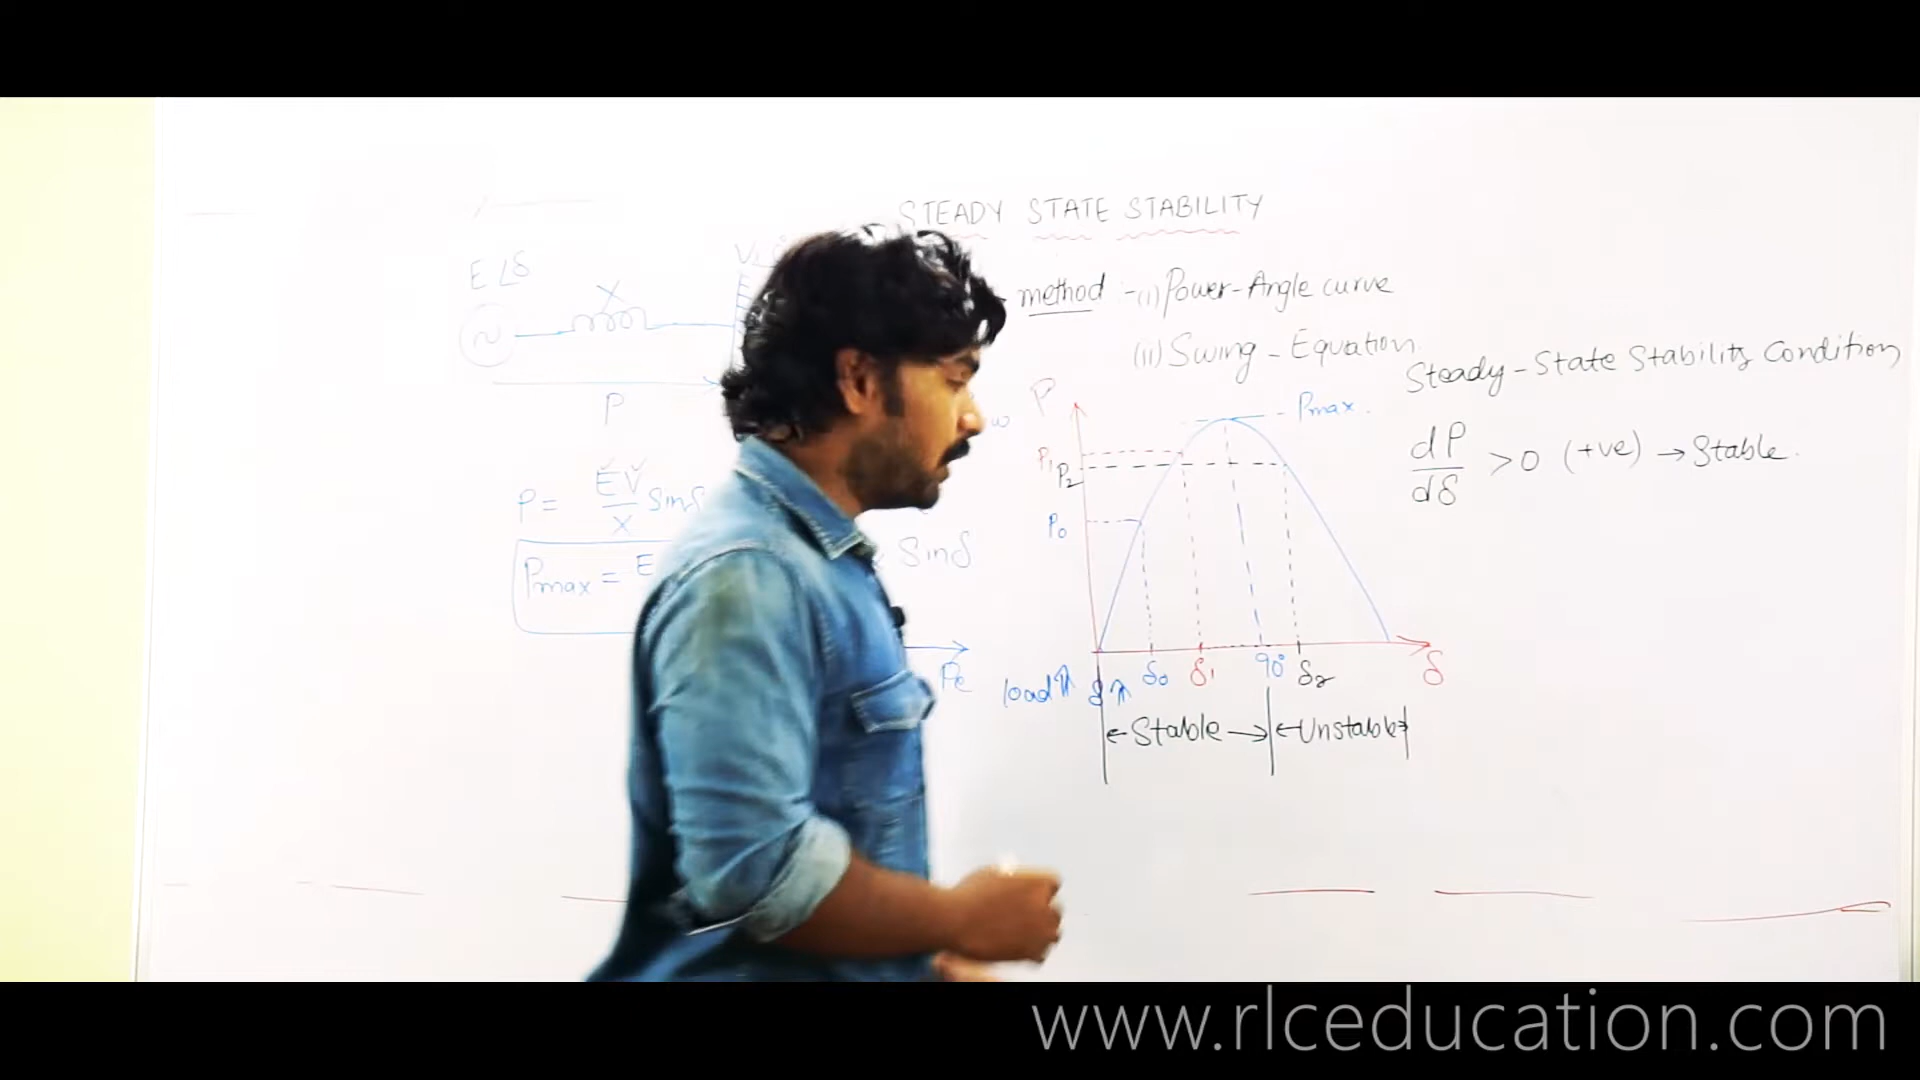 STEADY STATE STABILITY
E∠δ
X
V
method :- (i) Power-Angle curve
(ii) Swing - Equation
P
P = EV/X Sinδ
Pmax = E
Sinδ
Pe
P
Pmax.
P1
P2
P0
load↑ δ↑ δ0 δ1 90° δ2 δ
←Stable→ ←Unstable→
Steady-State Stability Condition
dP/dδ >0 (+ve) → Stable.
www.rlceducation.com